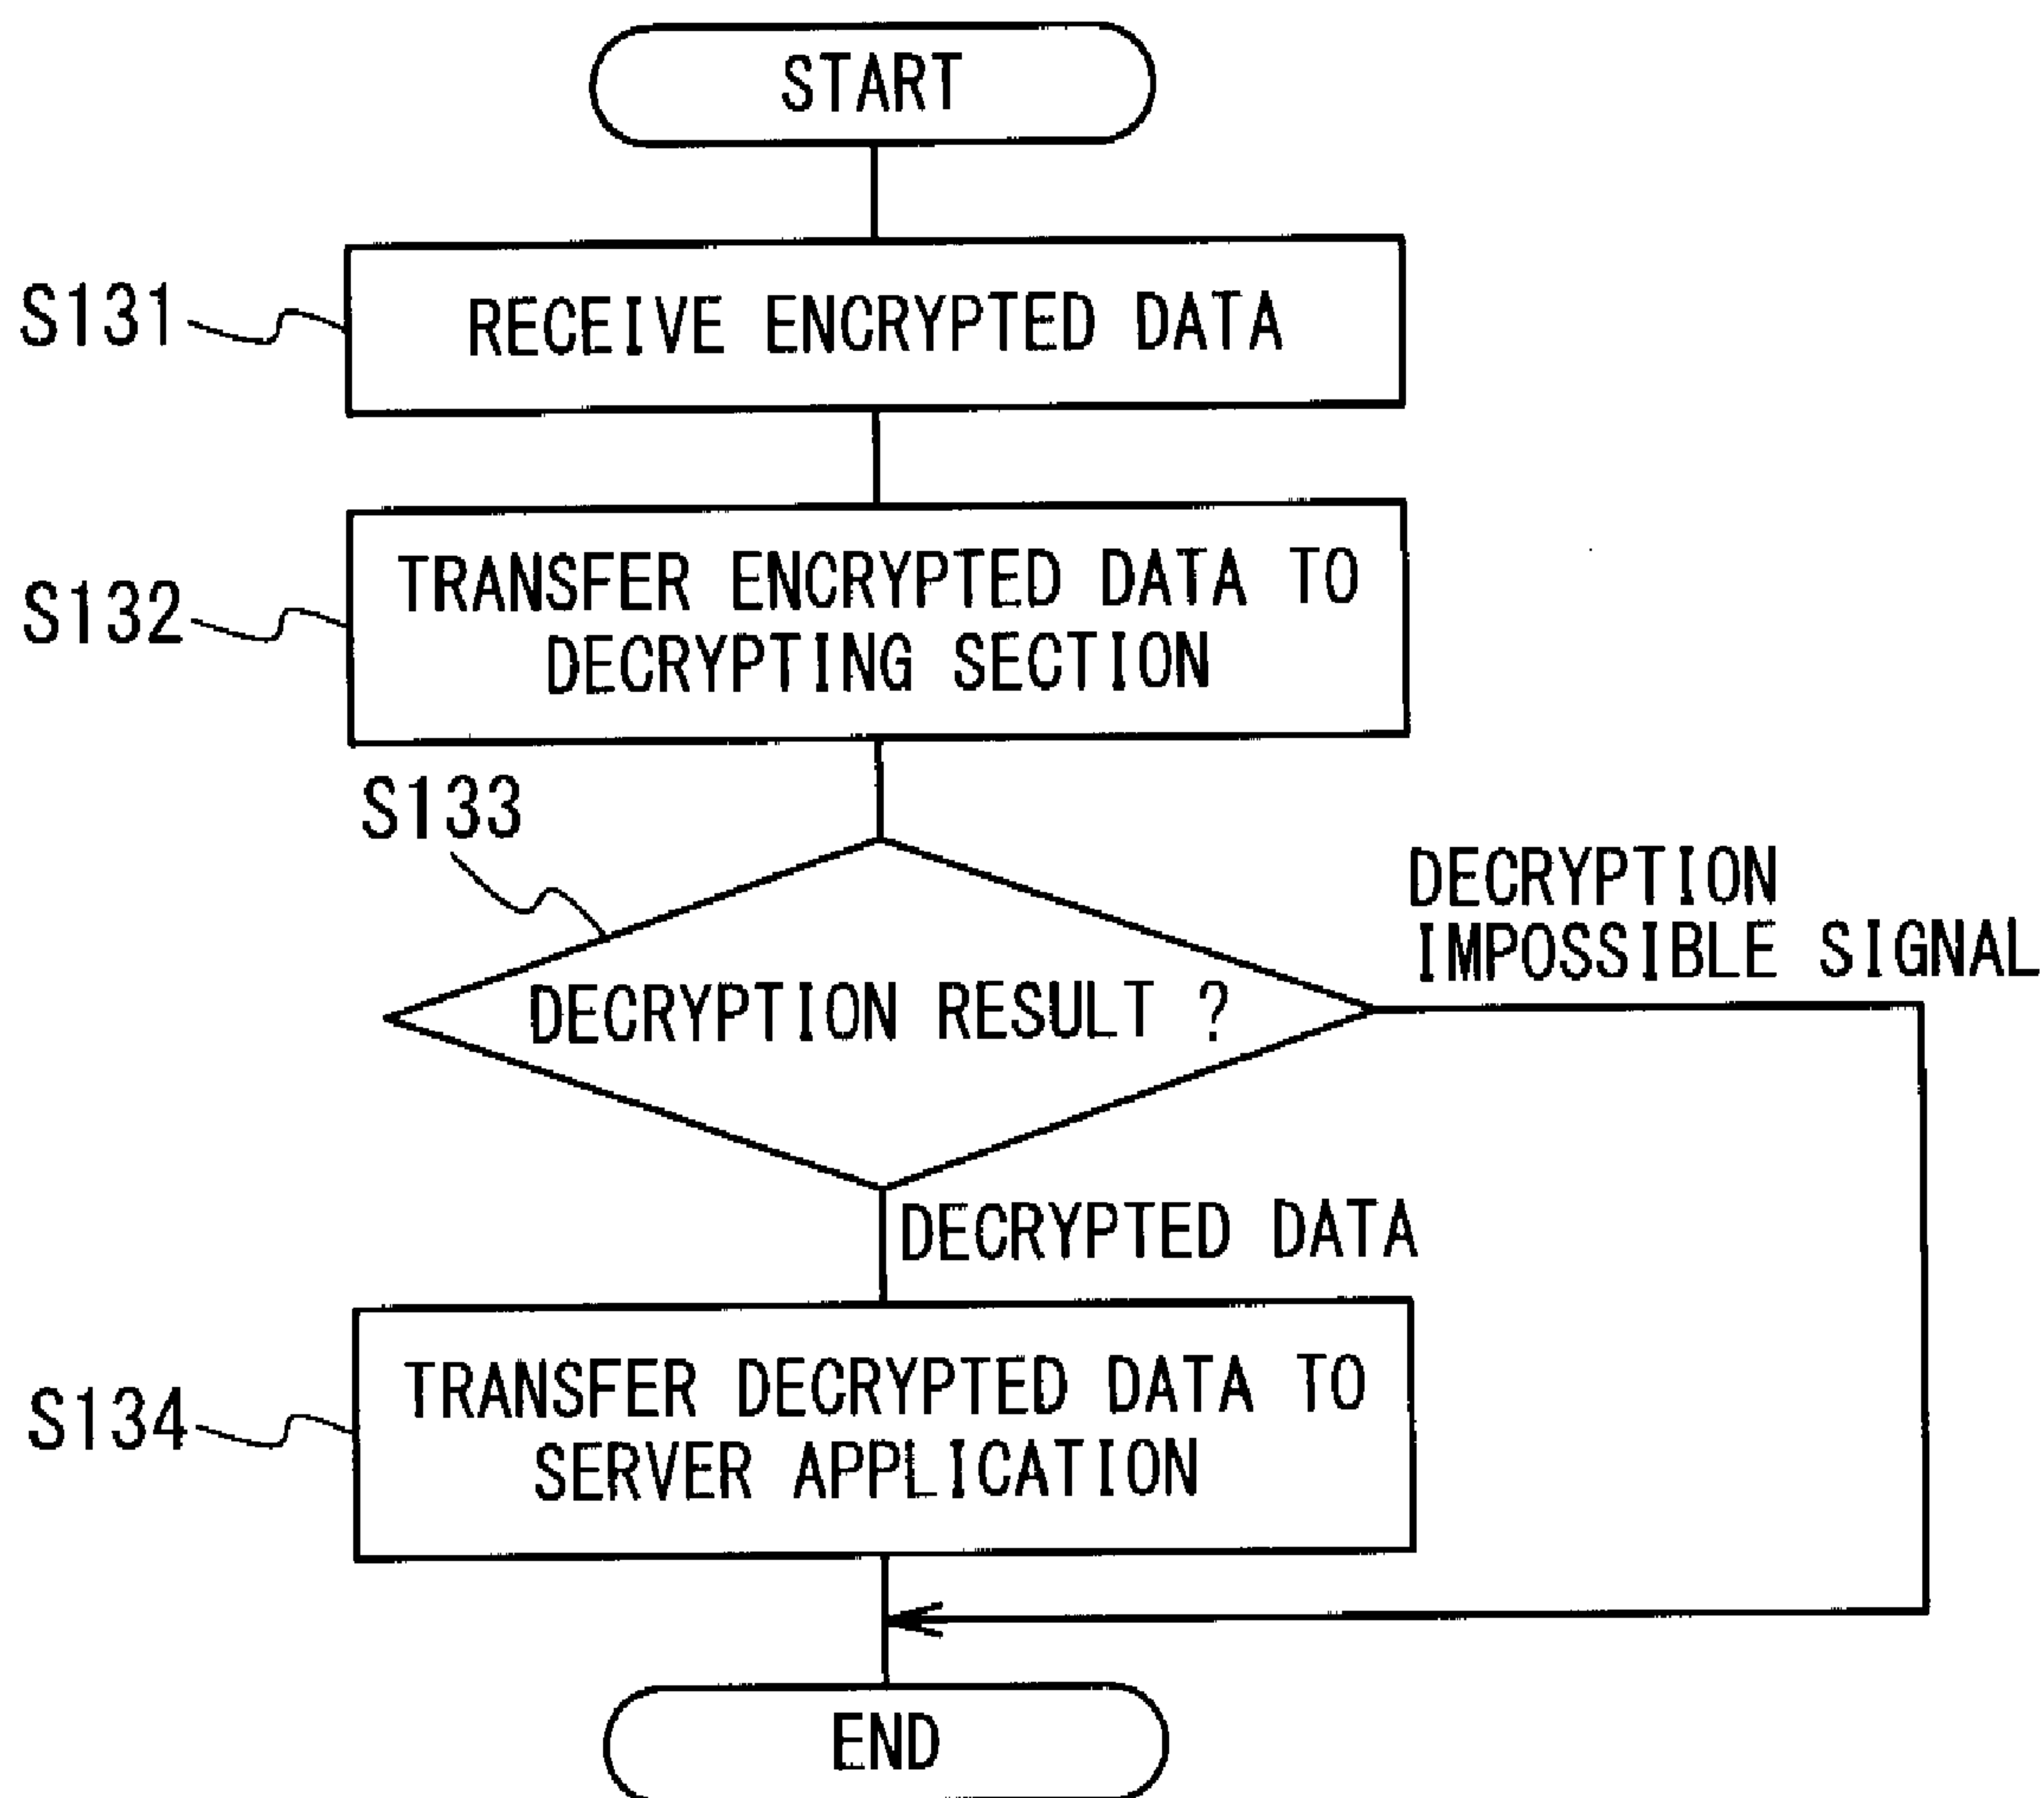 START
S131
RECEIVE ENCRYPTED DATA
S132
TRANSFER ENCRYPTED DATA TO
DECRYPTING SECTION
S133
DECRYPTION
IMPOSSIBLE SIGNAL
DECRYPTION RESULT ?
DECRYPTED DATA
S134
TRANSFER DECRYPTED DATA TO
SERVER APPLICATION
END